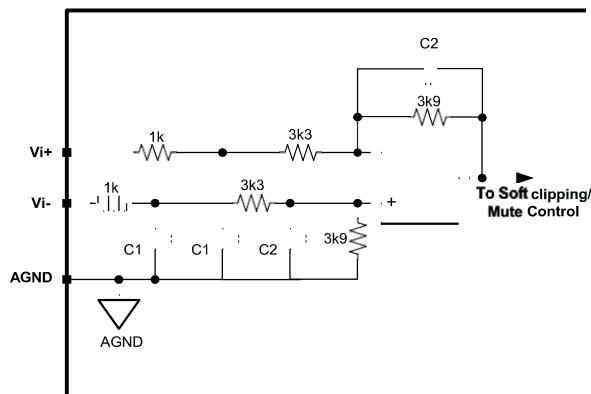 C2
3k9
1k
3k3
Vi+
1k
3k3
Vi-
+
To Soft clipping/
Mute Control
C1
C1
C2
3k9
AGND
AGND